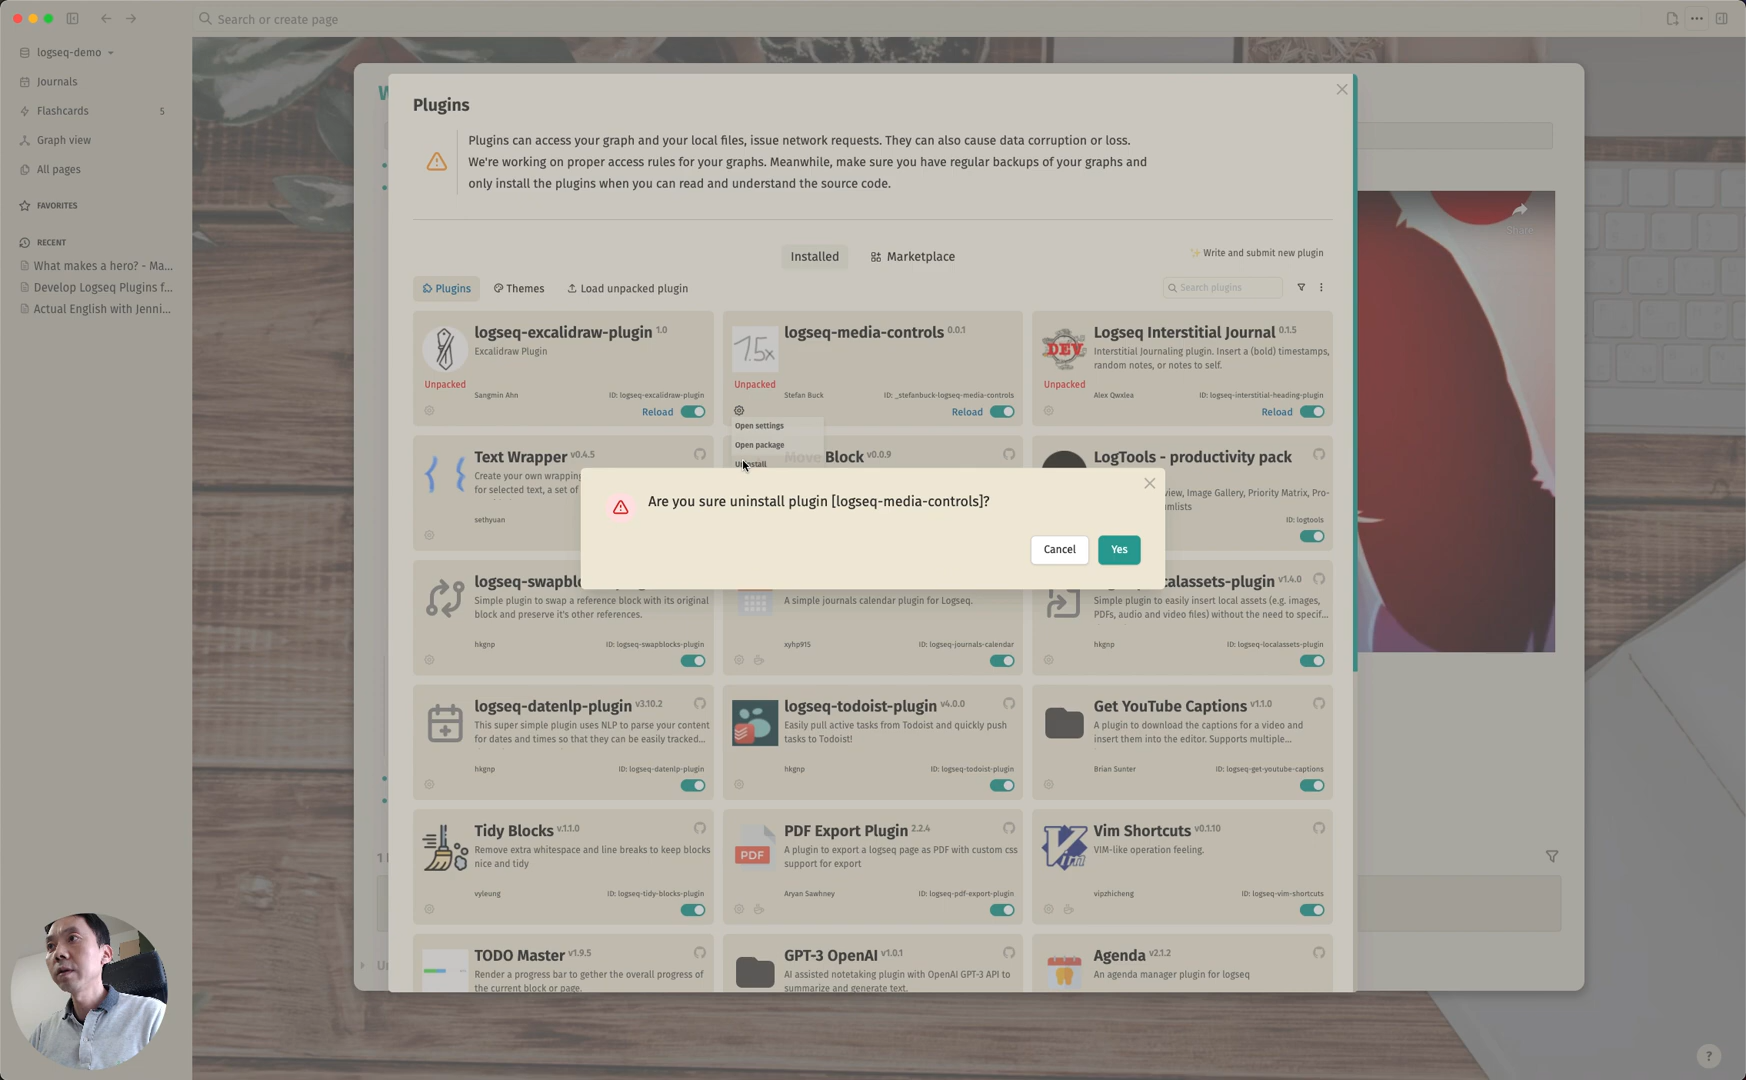 Search or create page
logseq-demo
Journals
Flashcards 5
Graph view
All pages
FAVORITES
RECENT
What makes a hero? - Ma...
Develop Logseq Plugins f...
Actual English with Jenni...
Plugins
Plugins can access your graph and your local files, issue network requests. They can also cause data corruption or loss.
We're working on proper access rules for your graphs. Meanwhile, make sure you have regular backups of your graphs and
only install the plugins when you can read and understand the source code.
Installed
Marketplace
✨ Write and submit new plugin
Plugins
Themes
Load unpacked plugin
Search plugins
logseq-excalidraw-plugin 1.0
Excalidraw Plugin
Unpacked
Sangmin Ahn ID: logseq-excalidraw-plugin
Reload
logseq-media-controls 0.0.1
1.5x
Unpacked
Stefan Buck ID: _stefanbuck-logseq-media-controls
Reload
Open settings
Open package
Uninstall
Logseq Interstitial Journal 0.1.5
Interstitial Journaling plugin. Insert a (bold) timestamps,
random notes, or notes to self.
DEV
Unpacked
Alex Qwxlea ID: logseq-interstitial-heading-plugin
Reload
Text Wrapper v0.4.5
Create your own wrapping
for selected text, a set of
sethyuan
Move Block v0.0.9
LogTools - productivity pack
view, Image Gallery, Priority Matrix, Pro-
ID: logtools
Are you sure uninstall plugin [logseq-media-controls]?
Cancel
Yes
logseq-swapblo
Simple plugin to swap a reference block with its original
block and preserve it's other references.
hkgnp ID: logseq-swapblocks-plugin
A simple journals calendar plugin for Logseq.
xyhp915 ID: logseq-journals-calendar
calassets-plugin v1.4.0
Simple plugin to easily insert local assets (e.g. images,
PDFs, audio and video files) without the need to specif...
hkgnp ID: logseq-localassets-plugin
logseq-datenlp-plugin v3.10.2
This super simple plugin uses NLP to parse your content
for dates and times so that they can be easily tracked...
hkgnp ID: logseq-datenlp-plugin
logseq-todoist-plugin v4.0.0
Easily pull active tasks from Todoist and quickly push
tasks to Todoist!
hkgnp ID: logseq-todoist-plugin
Get YouTube Captions v1.1.0
A plugin to download the captions for a video and
insert them into the editor. Supports multiple...
Brian Sunter ID: logseq-get-youtube-captions
Tidy Blocks v.1.1.0
Remove extra whitespace and line breaks to keep blocks
nice and tidy
vyleung ID: logseq-tidy-blocks-plugin
PDF Export Plugin 2.2.4
A plugin to export a logseq page as PDF with custom css
support for export
PDF
Aryan Sawhney ID: logseq-pdf-export-plugin
Vim Shortcuts v0.1.10
VIM-like operation feeling.
Vim
vipzhicheng ID: logseq-vim-shortcuts
TODO Master v1.9.5
Render a progress bar to gether the overall progress of
the current block or page.
GPT-3 OpenAI v1.0.1
AI assisted notetaking plugin with OpenAI GPT-3 API to
summarize and generate text.
Agenda v2.1.2
An agenda manager plugin for logseq
?